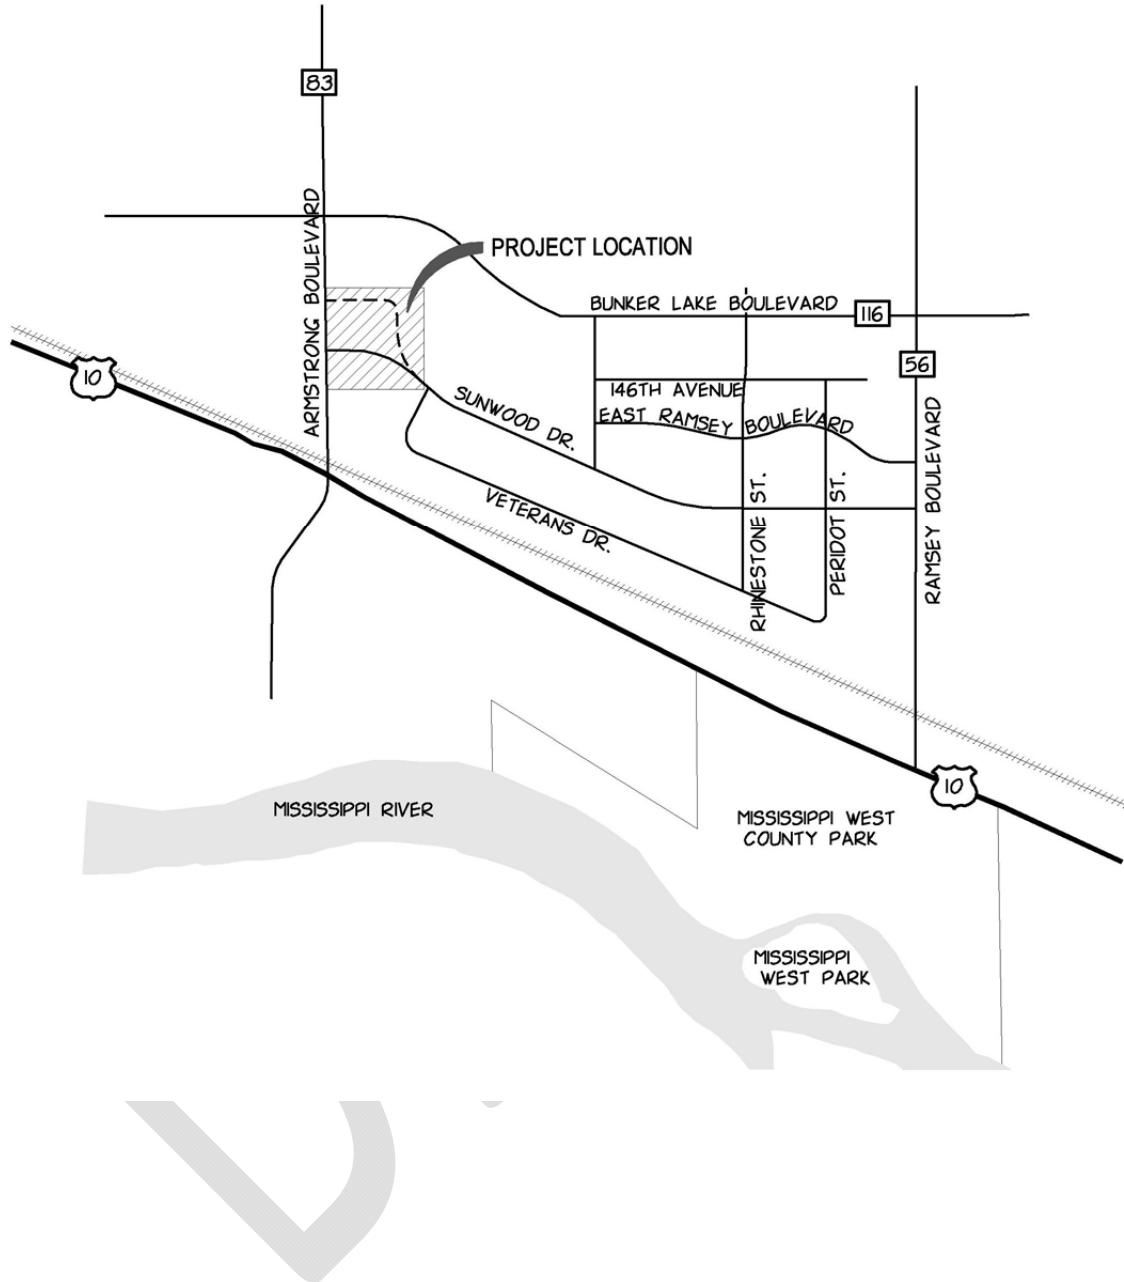 83
ARMSTRONG BOULEVARD
PROJECT LOCATION
BUNKER LAKE BOULEVARD
116
56
10
146TH AVENUE
EAST RAMSEY BOULEVARD
SUNWOOD DR.
VETERANS DR.
RHINESTONE ST.
PERIDOT ST.
RAMSEY BOULEVARD
10
MISSISSIPPI RIVER
MISSISSIPPI WEST
COUNTY PARK
MISSISSIPPI
WEST PARK